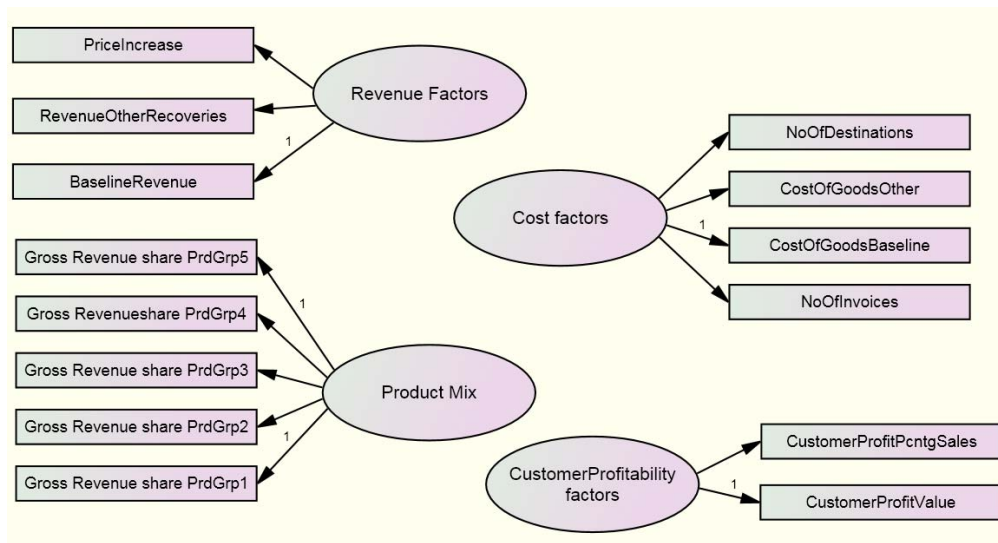 PriceIncrease
RevenueOtherRecoveries
1
BaselineRevenue
Revenue Factors
NoOfDestinations
CostOfGoodsOther
1
CostOfGoodsBaseline
NoOfInvoices
Cost factors
Gross Revenue share PrdGrp5
1
Gross Revenueshare PrdGrp4
Gross Revenue share PrdGrp3
Gross Revenue share PrdGrp2
1
Gross Revenue share PrdGrp1
Product Mix
CustomerProfitability
factors
CustomerProfitPcntgSales
1
CustomerProfitValue